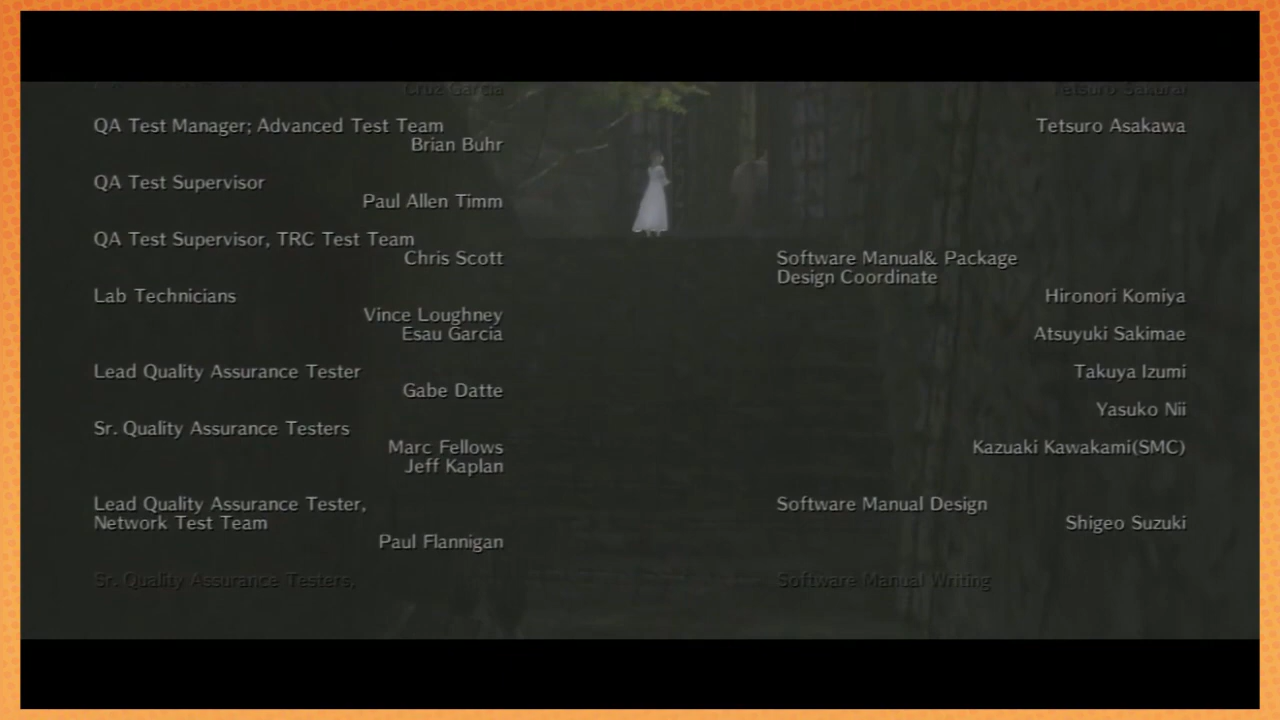 Cruz Garcia
QA Test Manager; Advanced Test Team
Brian Buhr
QA Test Supervisor
Paul Allen Timm
QA Test Supervisor, TRC Test Team
Chris Scott
Lab Technicians
Vince Loughney
Esau Garcia
Lead Quality Assurance Tester
Gabe Datte
Sr. Quality Assurance Testers
Marc Fellows
Jeff Kaplan
Lead Quality Assurance Tester,
Network Test Team
Paul Flannigan
Sr. Quality Assurance Testers,
Tetsuro Sakurai
Tetsuro Asakawa
Software Manual& Package
Design Coordinate
Hironori Komiya
Atsuyuki Sakimae
Takuya Izumi
Yasuko Nii
Kazuaki Kawakami(SMC)
Software Manual Design
Shigeo Suzuki
Software Manual Writing